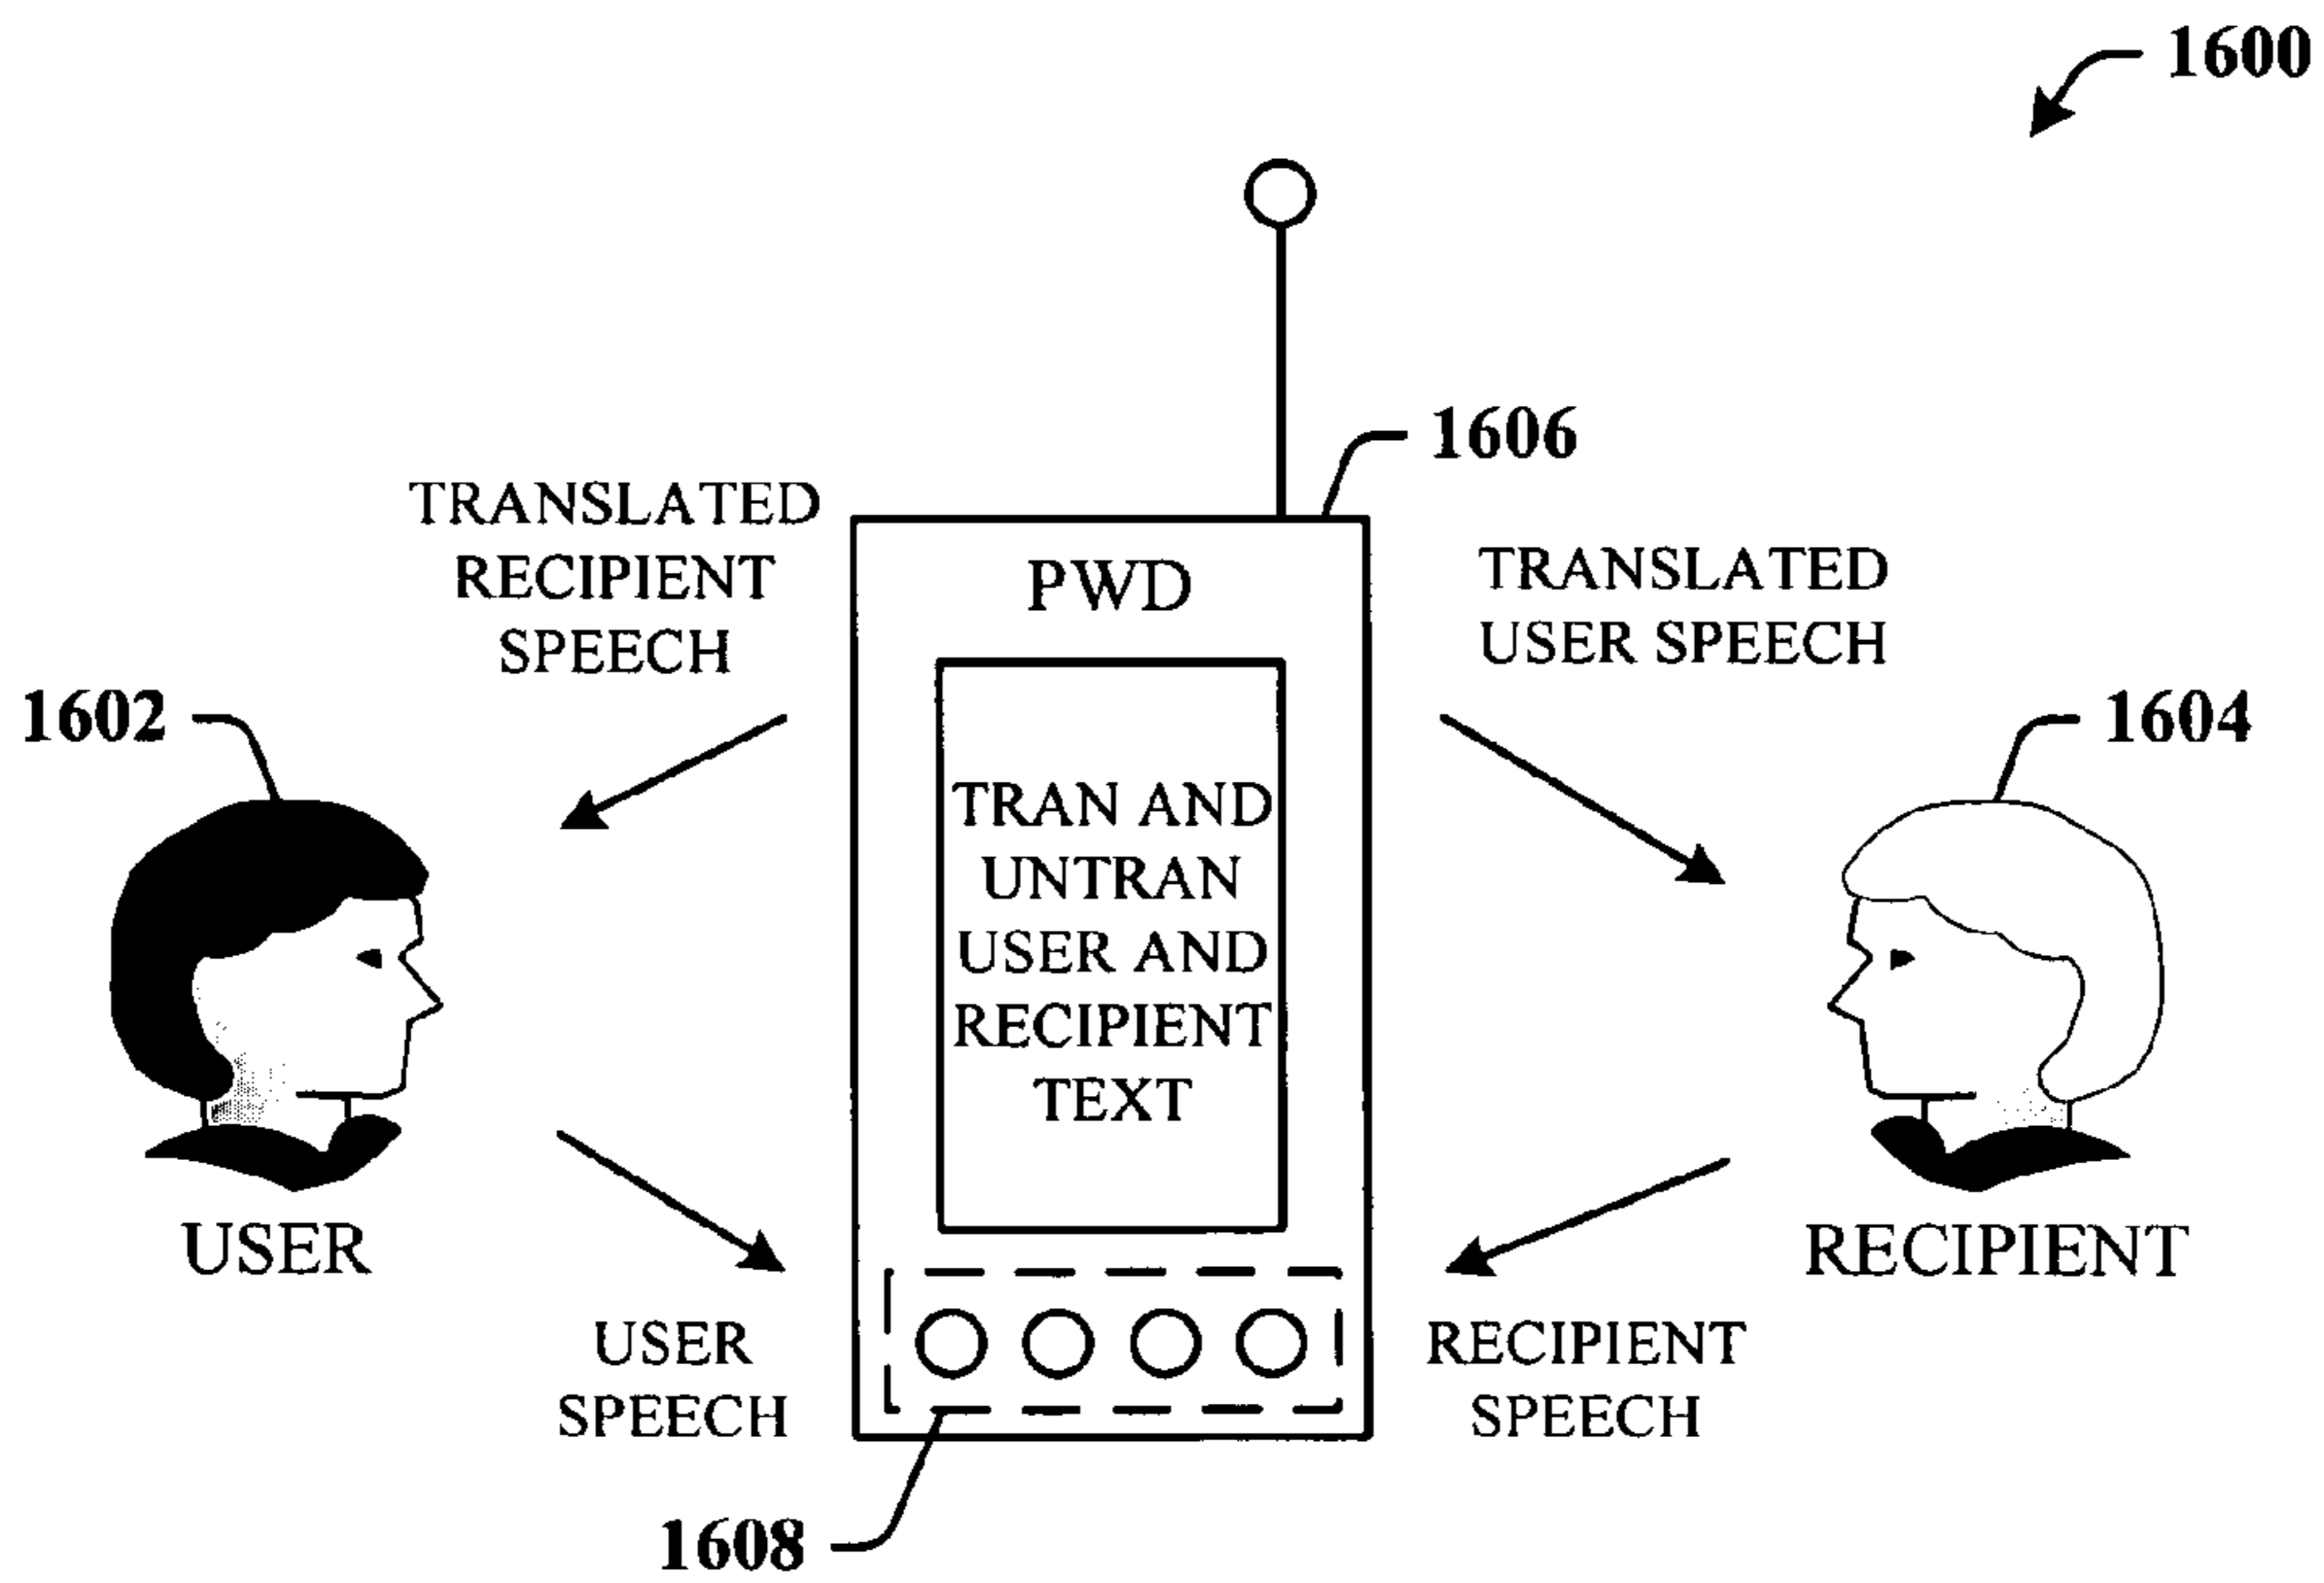 1600
1606
TRANSLATED
RECIPIENT
SPEECH
PWD
TRANSLATED
USER SPEECH
1602
1604
TRAN AND
UNTRAN
USER AND
RECIPIENT
TEXT
USER
RECIPIENT
USER
SPEECH
RECIPIENT
SPEECH
1608